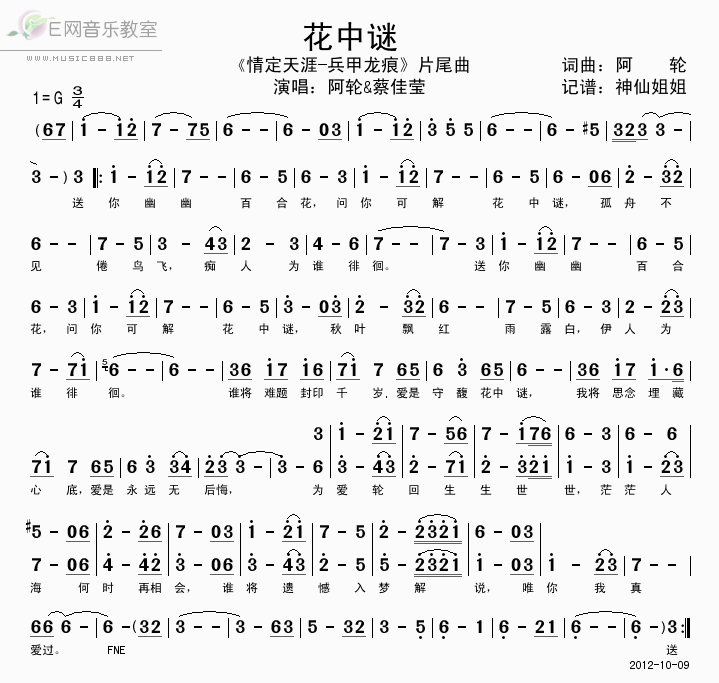 E网音乐教室
WWW.MUSIC888.NET
花中谜
《情定天涯-兵甲龙痕》片尾曲 词曲：阿 轮
演唱：阿轮&蔡佳莹 记谱：神仙姐姐
1=G 3/4
(67 | 1 - 12 | 7 - 75 | 6 - - | 6 - 03 | 1 - 12 | 3 5 5 | 6 - - | 6 - #5 | 323 3 -
3 - ) 3 ‖: 1 - 12 | 7 - - | 6 - 5 | 6 - 3 | 1 - 12 | 7 - - | 6 - 5 | 6 - 06 | 2 - 32
送 你 幽 幽 百 合 花，问 你 可 解 花 中 谜， 孤 舟 不
6 - - | 7 - 5 | 3 - 43 | 2 - 3 | 4 - 6 | 7 - - | 7 - 3 | 1 - 12 | 7 - - | 6 - 5
见 倦 鸟 飞， 痴 人 为 谁 徘 徊。 送 你 幽 幽 百 合
6 - 3 | 1 - 12 | 7 - - | 6 - 5 | 3 - 03 | 2 - 32 | 6 - - | 7 - 5 | 3 - 2 | 2 - 23
花，问 你 可 解 花 中 谜， 秋 叶 飘 红 雨 露 白，伊 人 为
7 - 71 | 5 6 - - | 6 - - | 36 17 16 | 1 7 65 | 6 3 65 | 3 - - | 36 17 | 1·6
谁 徘 徊。 谁将 难题 封印 千 岁，爱是 守 馥 花中 谜， 我将 思念 埋 藏
3 | 1 - 21 | 7 - 56 | 7 - 176 | 6 - 3 | 6 - 6
71 7 65 | 6 3 34 | 23 3 - | 3 - 6 | 3 - 43 | 2 - 71 | 2 - 321 | 1 - 3 | 1 - 23
心 底，爱是 永 远 无 后悔， 为 爱 轮 回 生 生 世 世，茫 茫 人
#5 - 06 | 2 - 26 | 7 - 03 | 1 - 21 | 7 - 5 | 2 - 2321 | 6 - 03
7 - 06 | 4 - 42 | 7 - 03 | 3 - 43 | 2 - 5 | 2 - 2321 | 6 - 03 | 1 - 23 | 7 - 5
海 何 时 再相 会，谁 将 遗 憾 入 梦 解 说，唯 你 我 真
66 6 - | 6 - (32 | 3 - - | 3 - 03 | 2 - - | 2 - 1 | 6 - - | 6 - 21 | 6 - - | 6 - )3 :‖
爱过。 FNE 送
2012-10-09